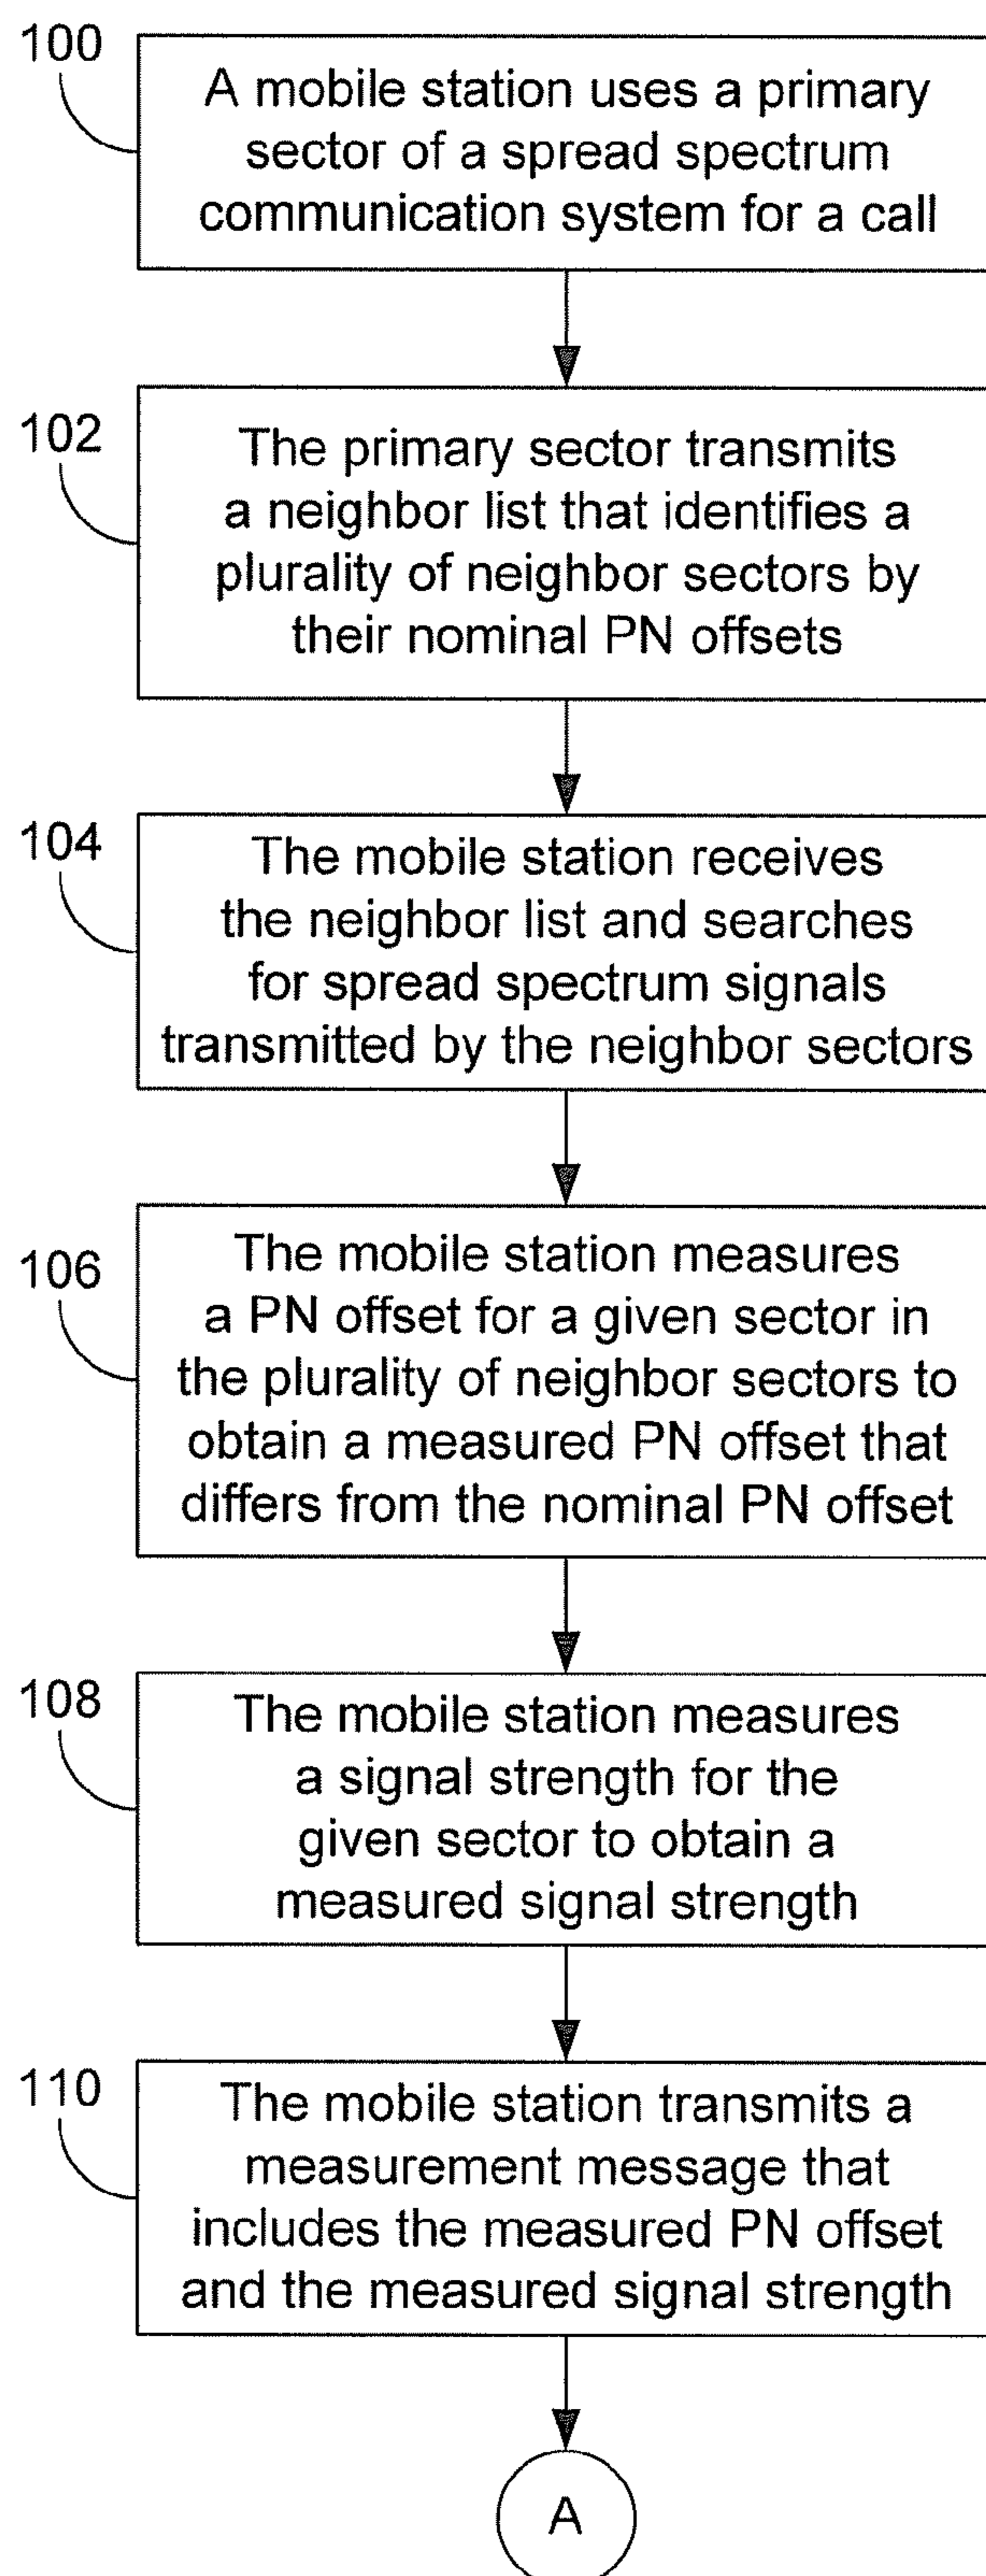 100
A mobile station uses a primary
sector of a spread spectrum
communication system for a call
102
The primary sector transmits
a neighbor list that identifies a
plurality of neighbor sectors by
their nominal PN offsets
104
The mobile station receives
the neighbor list and searches
for spread spectrum signals
transmitted by the neighbor sectors
106
The mobile station measures
a PN offset for a given sector in
the plurality of neighbor sectors to
obtain a measured PN offset that
differs from the nominal PN offset
108
The mobile station measures
a signal strength for the
given sector to obtain a
measured signal strength
110
The mobile station transmits a
measurement message that
includes the measured PN offset
and the measured signal strength
A